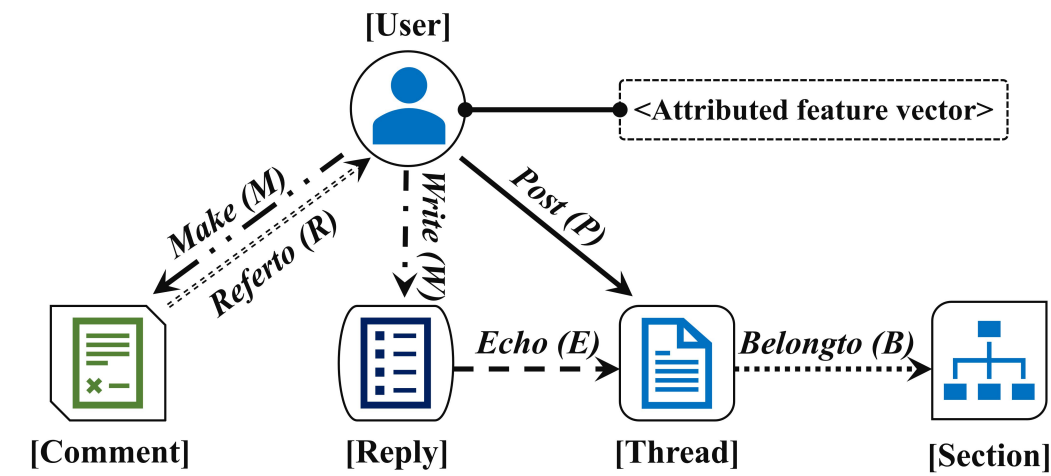 [User]
<Attributed feature vector>
Make (M)
Referto (R)
Write (W)
Post (P)
Echo (E)
Belongto (B)
[Comment]
[Reply]
[Thread]
[Section]